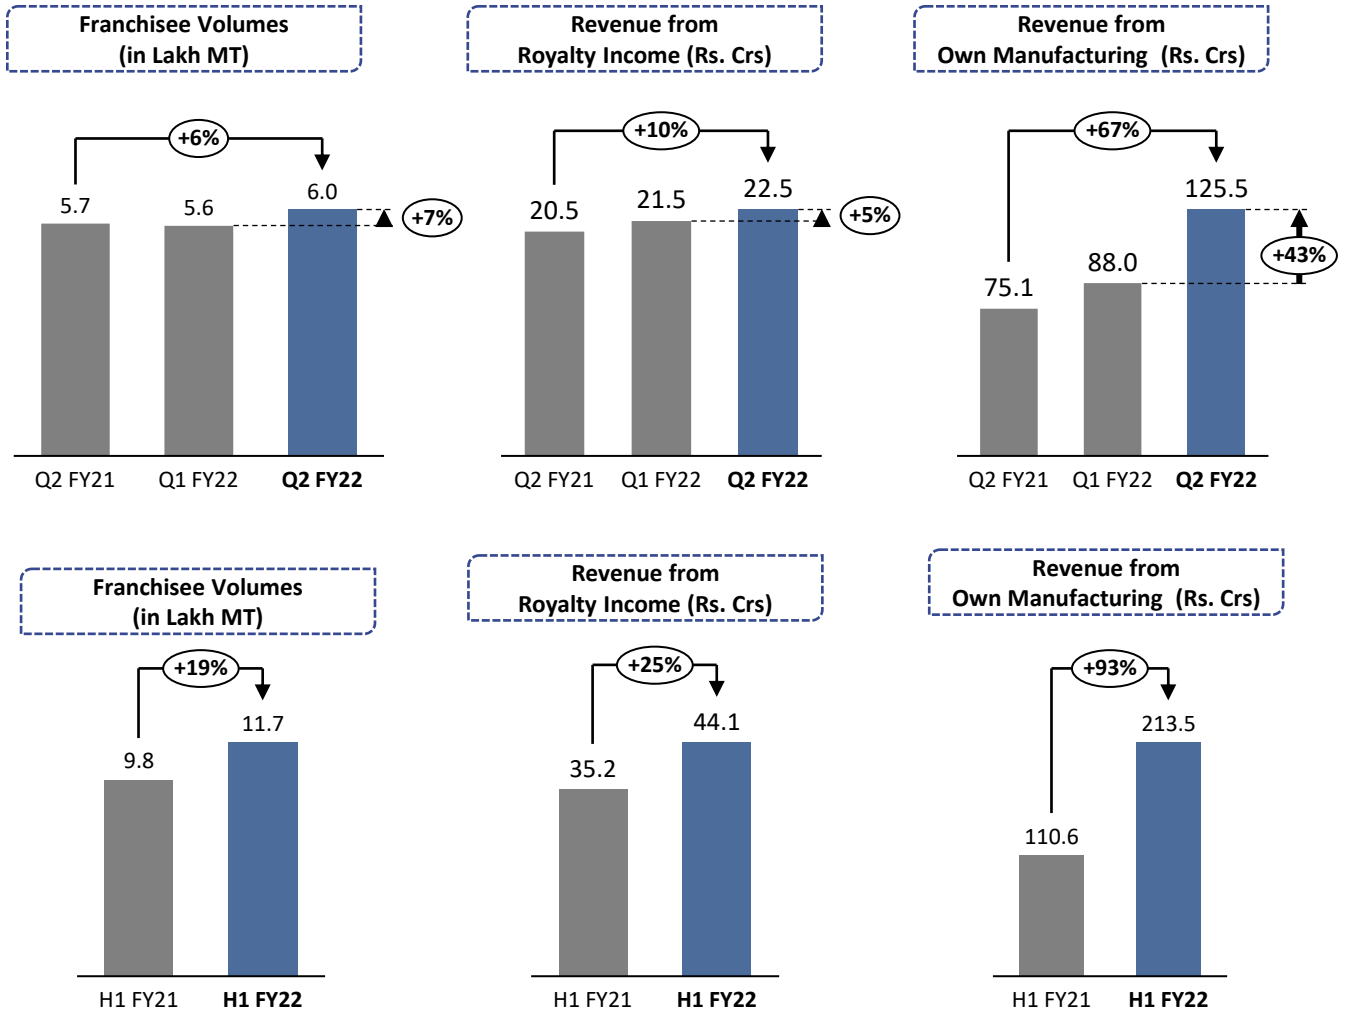 Franchisee Volumes
(in Lakh MT)
+6%
5.7
5.6
6.0
+7%
Q2 FY21
Q1 FY22
Q2 FY22
Revenue from
Royalty Income (Rs. Crs)
+10%
20.5
21.5
22.5
+5%
Q2 FY21
Q1 FY22
Q2 FY22
Revenue from
Own Manufacturing (Rs. Crs)
+67%
75.1
88.0
125.5
+43%
Q2 FY21
Q1 FY22
Q2 FY22
Franchisee Volumes
(in Lakh MT)
+19%
9.8
11.7
H1 FY21
H1 FY22
Revenue from
Royalty Income (Rs. Crs)
+25%
35.2
44.1
H1 FY21
H1 FY22
Revenue from
Own Manufacturing (Rs. Crs)
+93%
110.6
213.5
H1 FY21
H1 FY22